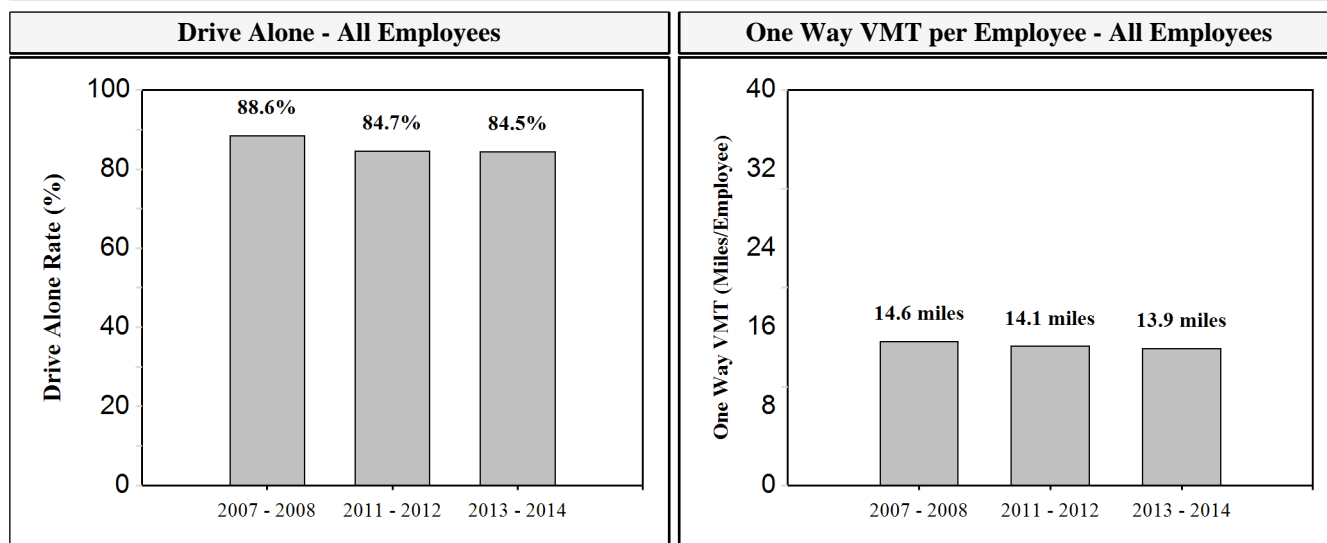 Drive Alone - All Employees
One Way VMT per Employee - All Employees
Drive Alone Rate (%)
100
80
60
40
20
0
88.6%
84.7%
84.5%
2007 - 2008
2011 - 2012
2013 - 2014
One Way VMT (Miles/Employee)
40
32
24
16
8
0
14.6 miles
14.1 miles
13.9 miles
2007 - 2008
2011 - 2012
2013 - 2014